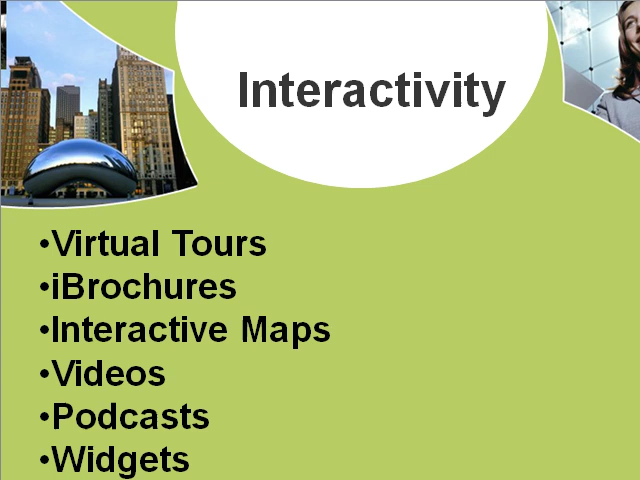 Interactivity
•Virtual Tours
•iBrochures
•Interactive Maps
•Videos
•Podcasts
•Widgets